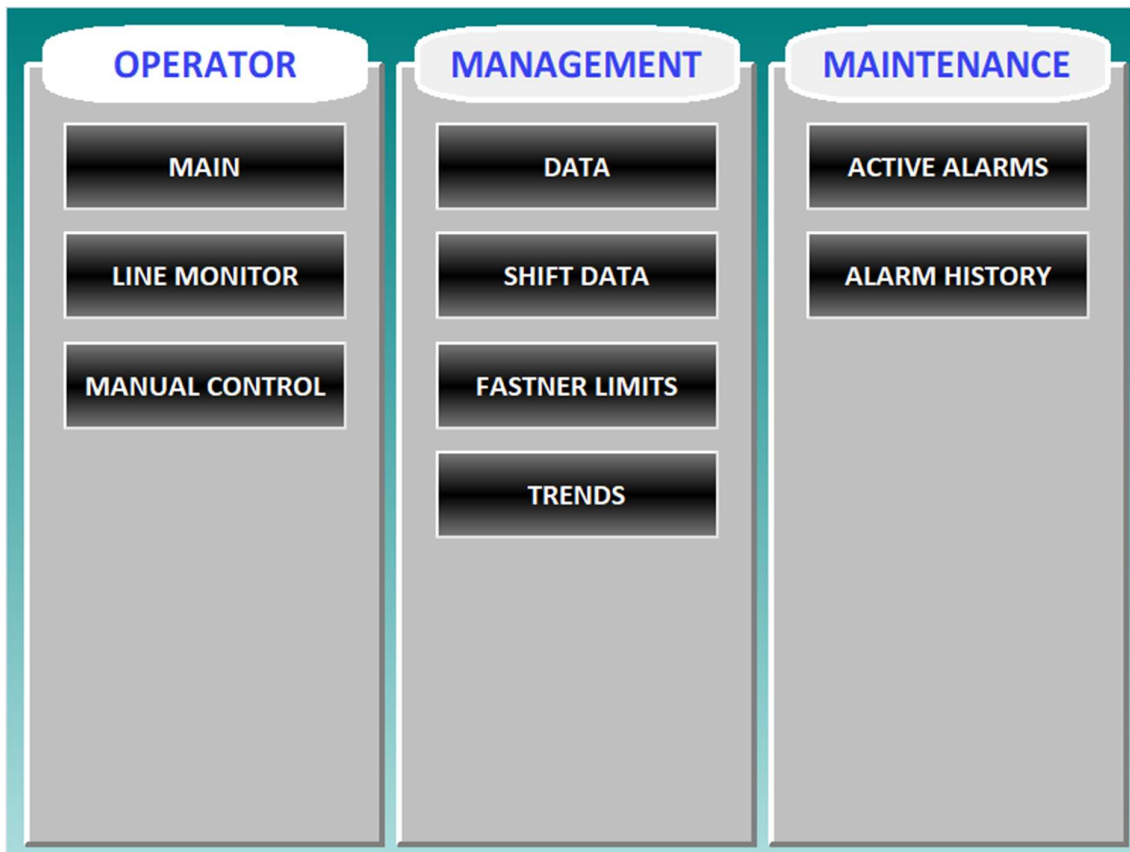 OPERATOR
MAIN
LINE MONITOR
MANUAL CONTROL
MANAGEMENT
DATA
SHIFT DATA
FASTNER LIMITS
TRENDS
MAINTENANCE
ACTIVE ALARMS
ALARM HISTORY